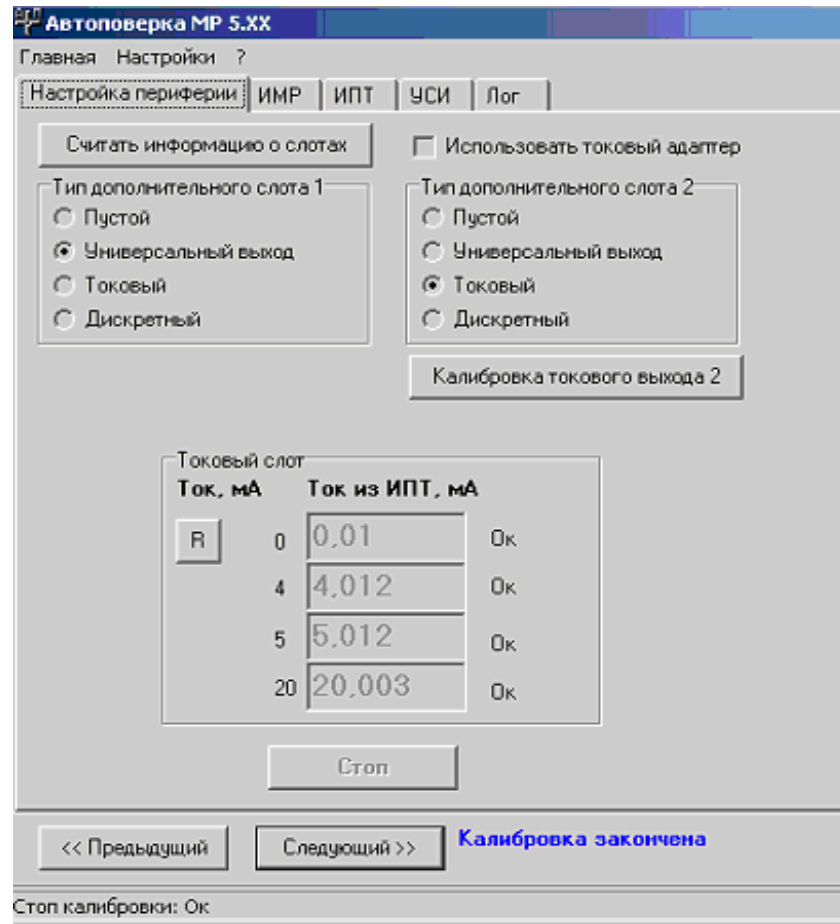 Автоповерка МР 5.XX
Главная Настройки ?
Настройка периферии ИМР ИПТ УСИ Лог
Считать информацию о слотах
Использовать токовый адаптер
Тип дополнительного слота 1
Пустой
Универсальный выход
Токовый
Дискретный
Тип дополнительного слота 2
Пустой
Универсальный выход
Токовый
Дискретный
Калибровка токового выхода 2
Токовый слот
Ток, мА Ток из ИПТ, мА
R 0 0,01 Ок
4 4,012 Ок
5 5,012 Ок
20 20,003 Ок
Стоп
<< Предыдущий Следующий >> Калибровка закончена
Стоп калибровки: Ок